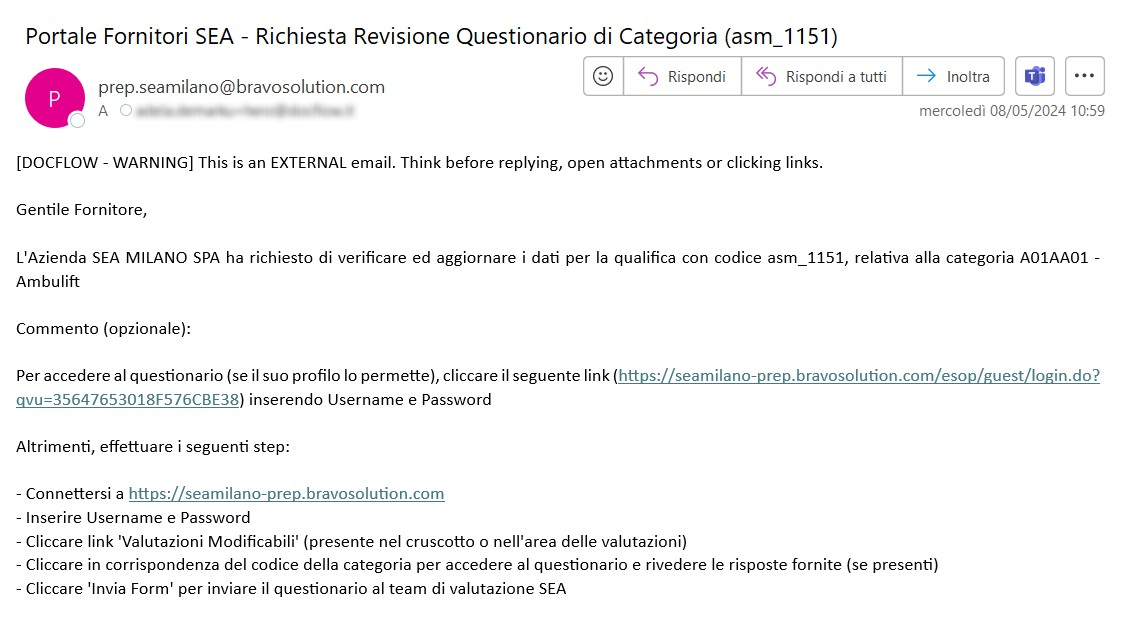 Portale Fornitori SEA - Richiesta Revisione Questionario di Categoria (asm_1151)
P
prep.seamilano@bravosolution.com
A
Rispondi
Rispondi a tutti
Inoltra
mercoledì 08/05/2024 10:59
[DOCFLOW - WARNING] This is an EXTERNAL email. Think before replying, open attachments or clicking links.
Gentile Fornitore,
L'Azienda SEA MILANO SPA ha richiesto di verificare ed aggiornare i dati per la qualifica con codice asm_1151, relativa alla categoria A01AA01 -
Ambulift
Commento (opzionale):
Per accedere al questionario (se il suo profilo lo permette), cliccare il seguente link (https://seamilano-prep.bravosolution.com/esop/guest/login.do?
qvu=35647653018F576CBE38) inserendo Username e Password
Altrimenti, effettuare i seguenti step:
- Connettersi a https://seamilano-prep.bravosolution.com
- Inserire Username e Password
- Cliccare link 'Valutazioni Modificabili' (presente nel cruscotto o nell'area delle valutazioni)
- Cliccare in corrispondenza del codice della categoria per accedere al questionario e rivedere le risposte fornite (se presenti)
- Cliccare 'Invia Form' per inviare il questionario al team di valutazione SEA